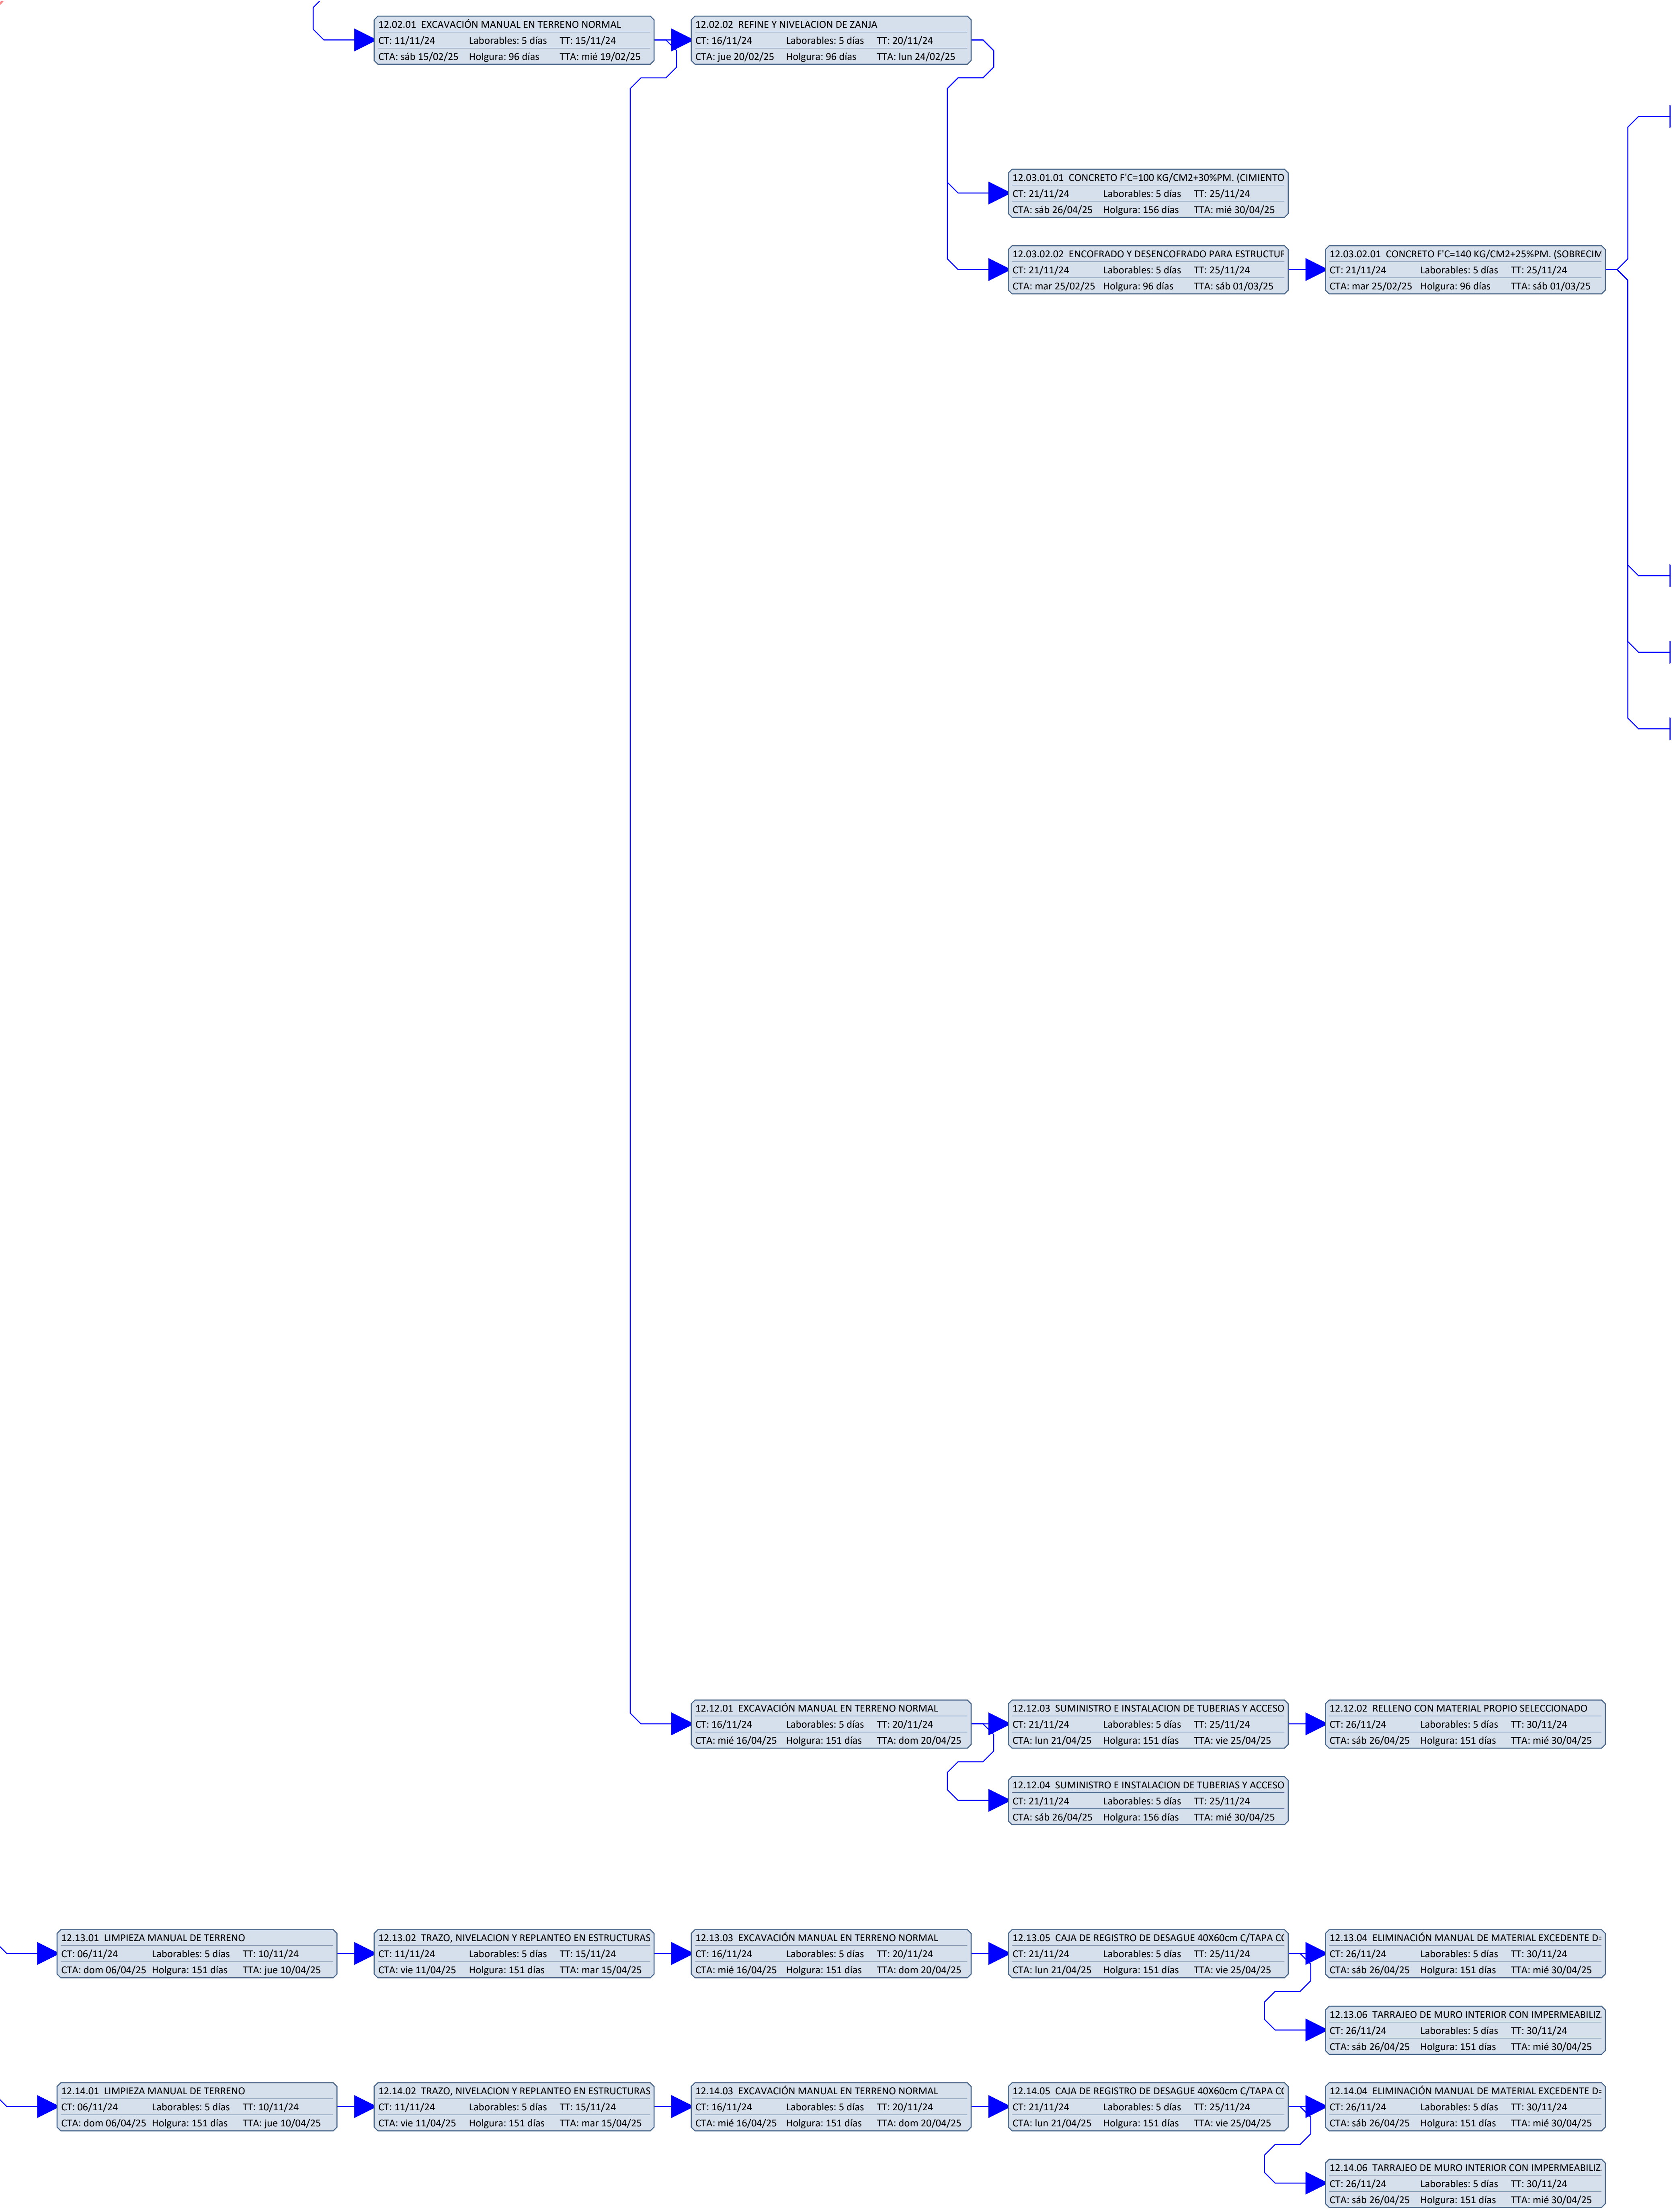 12.02.01 EXCAVACIÓN MANUAL EN TERRENO NORMAL
CT: 11/11/24 Laborables: 5 días TT: 15/11/24
CTA: sáb 15/02/25 Holgura: 96 días TTA: mié 19/02/25
12.02.02 REFINE Y NIVELACION DE ZANJA
CT: 16/11/24 Laborables: 5 días TT: 20/11/24
CTA: jue 20/02/25 Holgura: 96 días TTA: lun 24/02/25
12.03.01.01 CONCRETO F'C=100 KG/CM2+30%PM. (CIMIENTO
CT: 21/11/24 Laborables: 5 días TT: 25/11/24
CTA: sáb 26/04/25 Holgura: 156 días TTA: mié 30/04/25
12.03.02.02 ENCOFRADO Y DESENCOFRADO PARA ESTRUCTUR
CT: 21/11/24 Laborables: 5 días TT: 25/11/24
CTA: mar 25/02/25 Holgura: 96 días TTA: sáb 01/03/25
12.03.02.01 CONCRETO F'C=140 KG/CM2+25%PM. (SOBRECIM
CT: 21/11/24 Laborables: 5 días TT: 25/11/24
CTA: mar 25/02/25 Holgura: 96 días TTA: sáb 01/03/25
12.12.01 EXCAVACIÓN MANUAL EN TERRENO NORMAL
CT: 16/11/24 Laborables: 5 días TT: 20/11/24
CTA: mié 16/04/25 Holgura: 151 días TTA: dom 20/04/25
12.12.03 SUMINISTRO E INSTALACION DE TUBERIAS Y ACCESO
CT: 21/11/24 Laborables: 5 días TT: 25/11/24
CTA: lun 21/04/25 Holgura: 151 días TTA: vie 25/04/25
12.12.02 RELLENO CON MATERIAL PROPIO SELECCIONADO
CT: 26/11/24 Laborables: 5 días TT: 30/11/24
CTA: sáb 26/04/25 Holgura: 151 días TTA: mié 30/04/25
12.12.04 SUMINISTRO E INSTALACION DE TUBERIAS Y ACCESO
CT: 21/11/24 Laborables: 5 días TT: 25/11/24
CTA: sáb 26/04/25 Holgura: 156 días TTA: mié 30/04/25
12.13.01 LIMPIEZA MANUAL DE TERRENO
CT: 06/11/24 Laborables: 5 días TT: 10/11/24
CTA: dom 06/04/25 Holgura: 151 días TTA: jue 10/04/25
12.13.02 TRAZO, NIVELACION Y REPLANTEO EN ESTRUCTURAS
CT: 11/11/24 Laborables: 5 días TT: 15/11/24
CTA: vie 11/04/25 Holgura: 151 días TTA: mar 15/04/25
12.13.03 EXCAVACIÓN MANUAL EN TERRENO NORMAL
CT: 16/11/24 Laborables: 5 días TT: 20/11/24
CTA: mié 16/04/25 Holgura: 151 días TTA: dom 20/04/25
12.13.05 CAJA DE REGISTRO DE DESAGUE 40X60cm C/TAPA CO
CT: 21/11/24 Laborables: 5 días TT: 25/11/24
CTA: lun 21/04/25 Holgura: 151 días TTA: vie 25/04/25
12.13.04 ELIMINACIÓN MANUAL DE MATERIAL EXCEDENTE D=
CT: 26/11/24 Laborables: 5 días TT: 30/11/24
CTA: sáb 26/04/25 Holgura: 151 días TTA: mié 30/04/25
12.13.06 TARRAJEO DE MURO INTERIOR CON IMPERMEABILIZ
CT: 26/11/24 Laborables: 5 días TT: 30/11/24
CTA: sáb 26/04/25 Holgura: 151 días TTA: mié 30/04/25
12.14.01 LIMPIEZA MANUAL DE TERRENO
CT: 06/11/24 Laborables: 5 días TT: 10/11/24
CTA: dom 06/04/25 Holgura: 151 días TTA: jue 10/04/25
12.14.02 TRAZO, NIVELACION Y REPLANTEO EN ESTRUCTURAS
CT: 11/11/24 Laborables: 5 días TT: 15/11/24
CTA: vie 11/04/25 Holgura: 151 días TTA: mar 15/04/25
12.14.03 EXCAVACIÓN MANUAL EN TERRENO NORMAL
CT: 16/11/24 Laborables: 5 días TT: 20/11/24
CTA: mié 16/04/25 Holgura: 151 días TTA: dom 20/04/25
12.14.05 CAJA DE REGISTRO DE DESAGUE 40X60cm C/TAPA CO
CT: 21/11/24 Laborables: 5 días TT: 25/11/24
CTA: lun 21/04/25 Holgura: 151 días TTA: vie 25/04/25
12.14.04 ELIMINACIÓN MANUAL DE MATERIAL EXCEDENTE D=
CT: 26/11/24 Laborables: 5 días TT: 30/11/24
CTA: sáb 26/04/25 Holgura: 151 días TTA: mié 30/04/25
12.14.06 TARRAJEO DE MURO INTERIOR CON IMPERMEABILIZ
CT: 26/11/24 Laborables: 5 días TT: 30/11/24
CTA: sáb 26/04/25 Holgura: 151 días TTA: mié 30/04/25